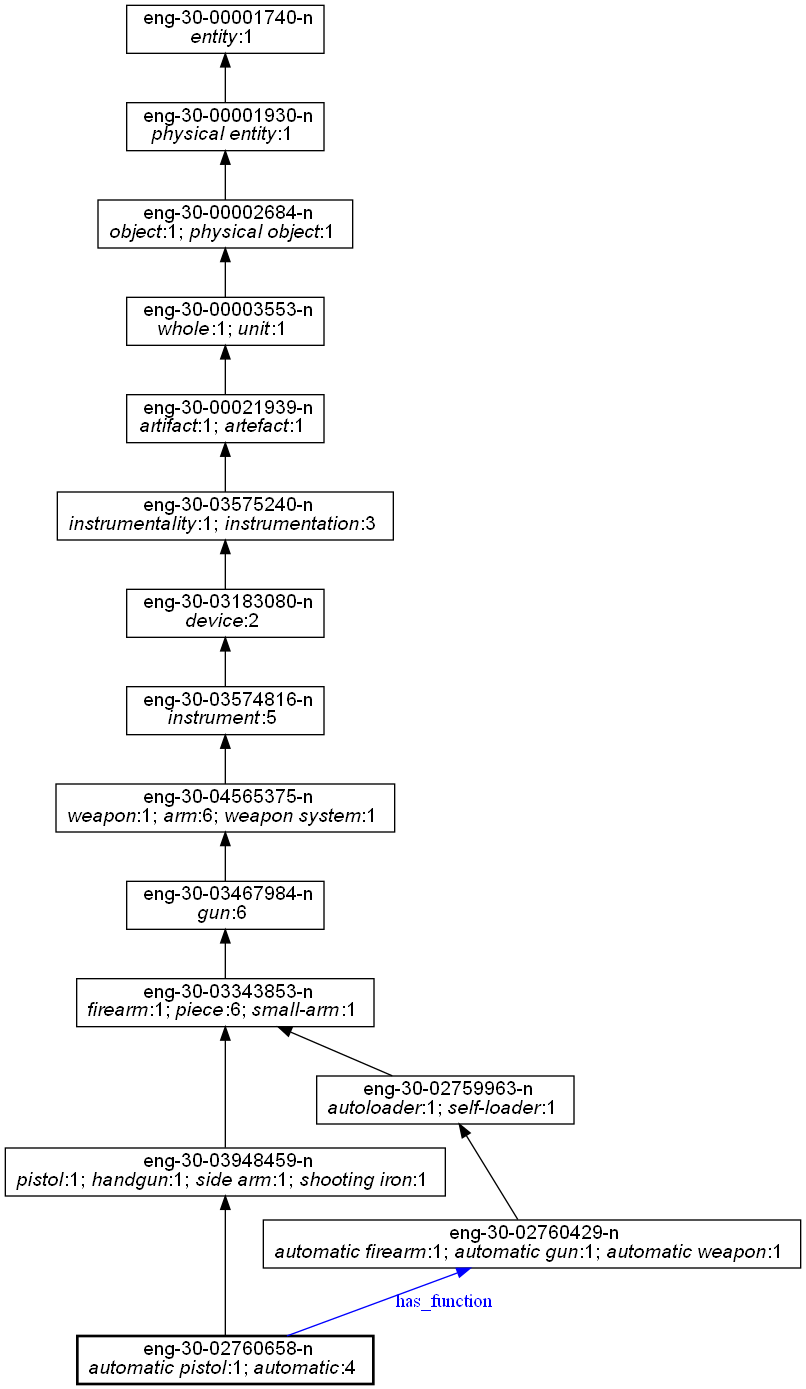 eng-30-00001740-n
entity:1
eng-30-00001930-n
physical entity:1
eng-30-00002684-n
object:1; physical object:1
eng-30-00003553-n
whole:1; unit:1
eng-30-00021939-n
artifact:1; artefact:1
eng-30-03575240-n
instrumentality:1; instrumentation:3
eng-30-03183080-n
device:2
eng-30-03574816-n
instrument:5
eng-30-04565375-n
weapon:1; arm:6; weapon system:1
eng-30-03467984-n
gun:6
eng-30-03343853-n
firearm:1; piece:6; small-arm:1
eng-30-02759963-n
autoloader:1; self-loader:1
eng-30-03948459-n
pistol:1; handgun:1; side arm:1; shooting iron:1
eng-30-02760429-n
automatic firearm:1; automatic gun:1; automatic weapon:1
has_function
eng-30-02760658-n
automatic pistol:1; automatic:4